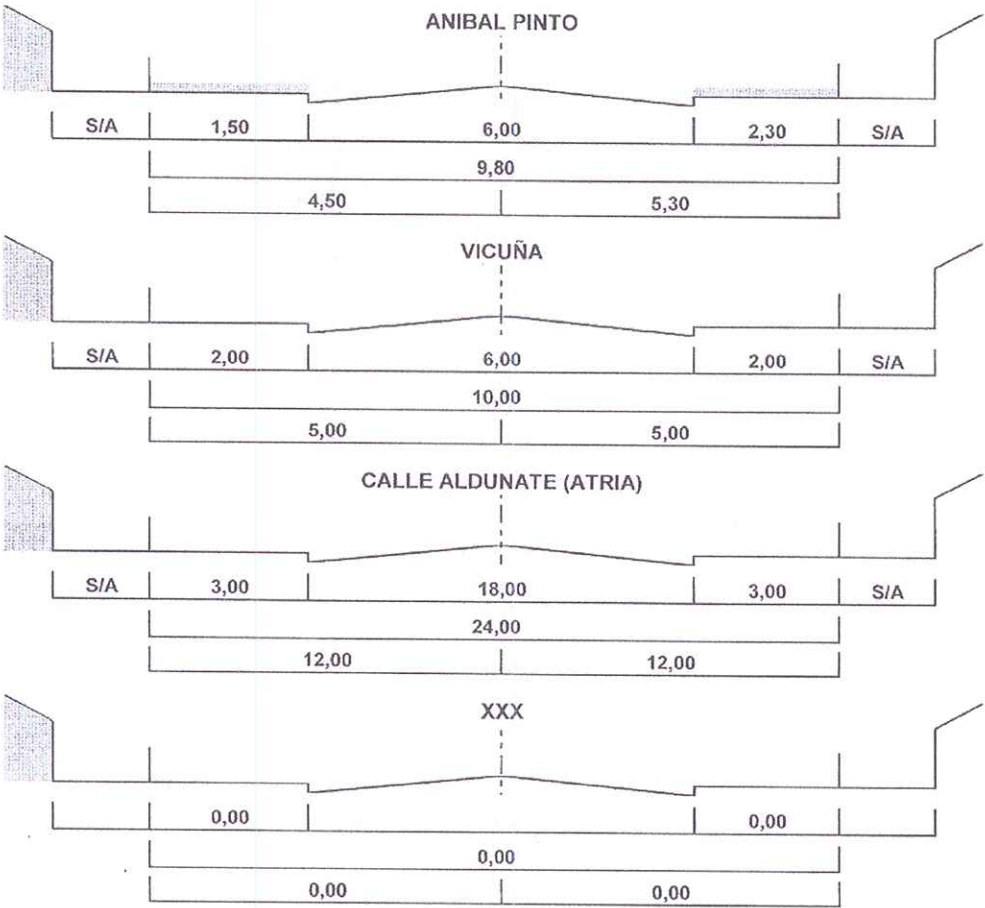 ANIBAL PINTO
S/A 1,50 6,00 2,30 S/A
9,80
4,50 5,30
VICUÑA
S/A 2,00 6,00 2,00 S/A
10,00
5,00 5,00
CALLE ALDUNATE (ATRIA)
S/A 3,00 18,00 3,00 S/A
24,00
12,00 12,00
XXX
0,00 0,00
0,00
0,00 0,00